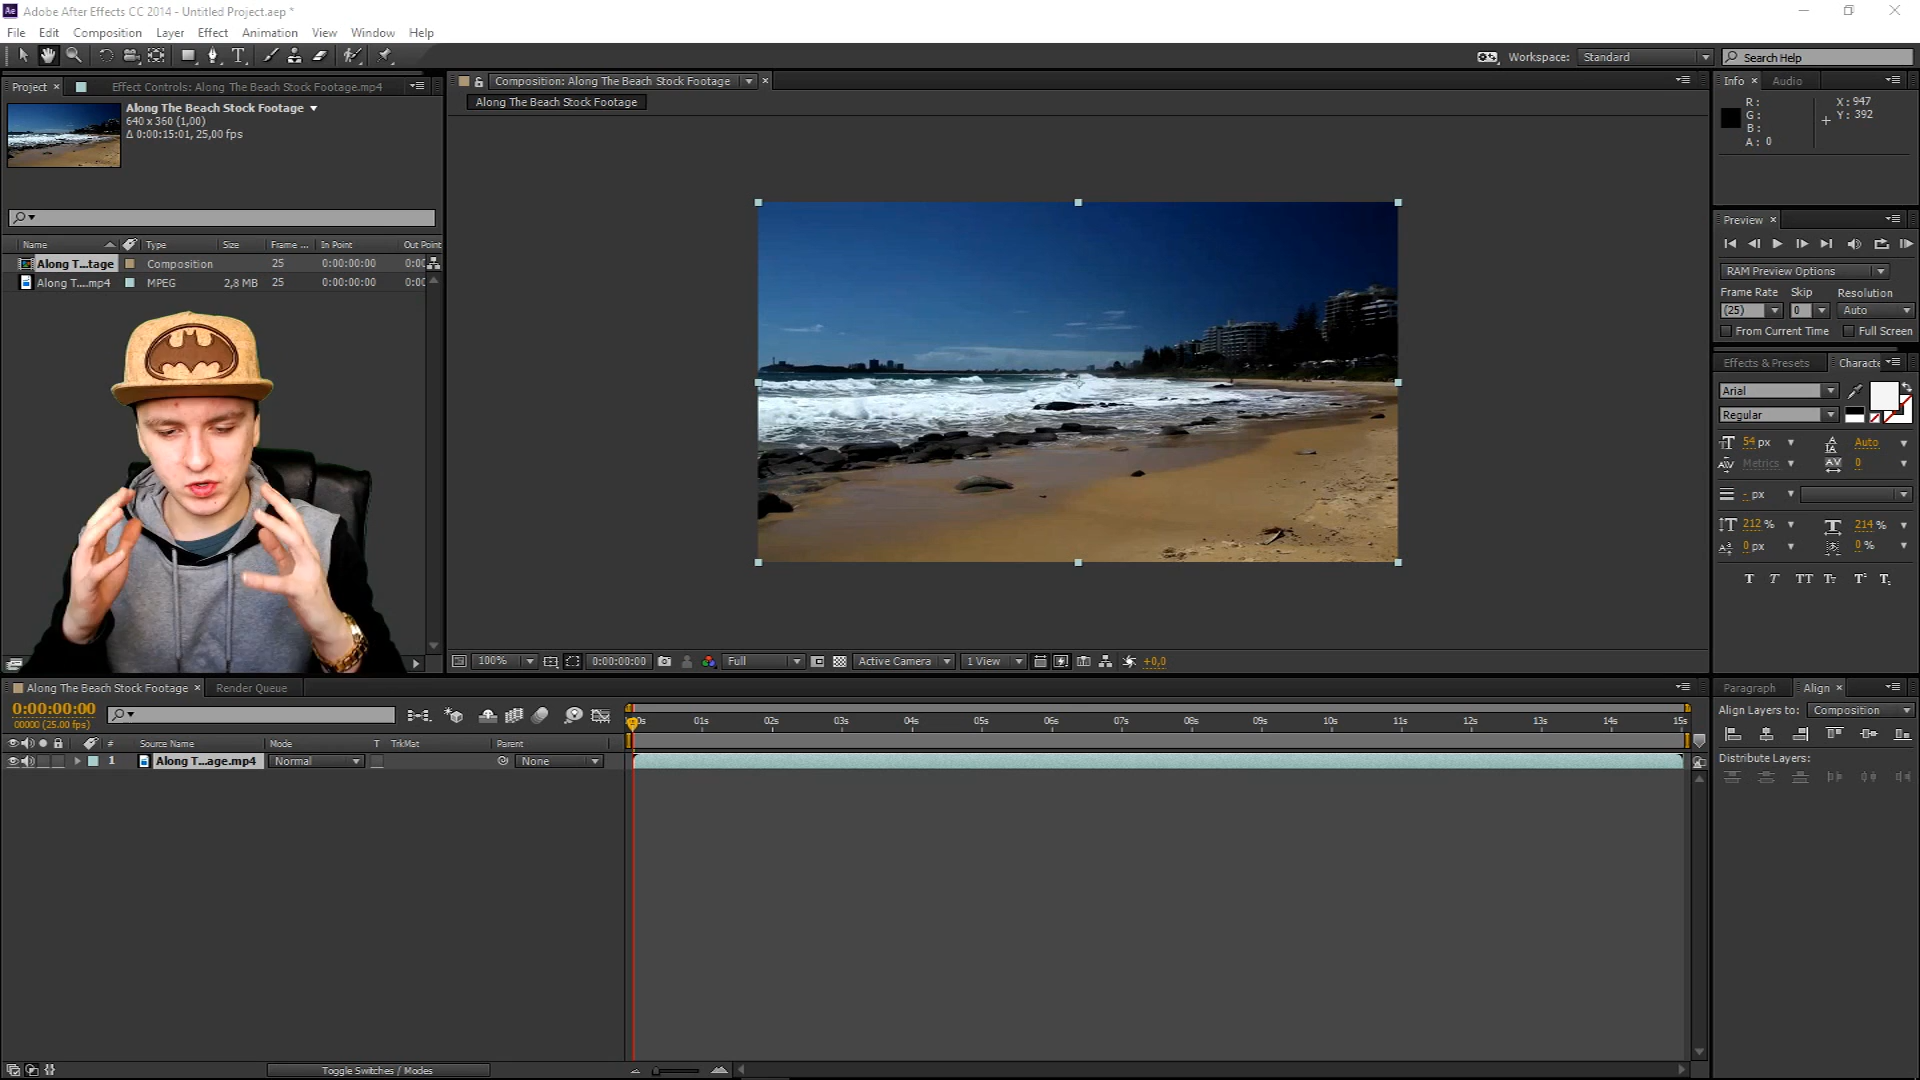 Adobe After Effects CC 2014 - Untitled Project.aep *
File Edit Composition Layer Effect Animation View Window Help
Workspace: Standard Search Help
Project × Effect Controls: Along The Beach Stock Footage.mp4
Composition: Along The Beach Stock Footage ×
Along The Beach Stock Footage
Along The Beach Stock Footage
640 x 360 (1,00)
Δ 0:00:15:01, 25,00 fps
Name Type Size Frame ... In Point Out Point
Along T...tage Composition 25 0:00:00:00 0:00
Along T....mp4 MPEG 2,8 MB 25 0:00:00:00 0:00
100% 0:00:00:00 Full Active Camera 1 View +0,0
Info × Audio
R: X: 947
G: Y: 392
B:
A: 0
Preview ×
RAM Preview Options
Frame Rate Skip Resolution
(25) 0 Auto
From Current Time Full Screen
Effects & Presets Characte
Arial
Regular
54 px Auto
Metrics 0
- px
212 % 214 %
0 px 0 %
T T TT Tt T T
Along The Beach Stock Footage × Render Queue
0:00:00:00
00000 (25.00 fps)
0s 01s 02s 03s 04s 05s 06s 07s 08s 09s 10s 11s 12s 13s 14s 15s
# Source Name Mode T TrkMat Parent
1 Along T...age.mp4 Normal None
Toggle Switches / Modes
Paragraph Align ×
Align Layers to: Composition
Distribute Layers: